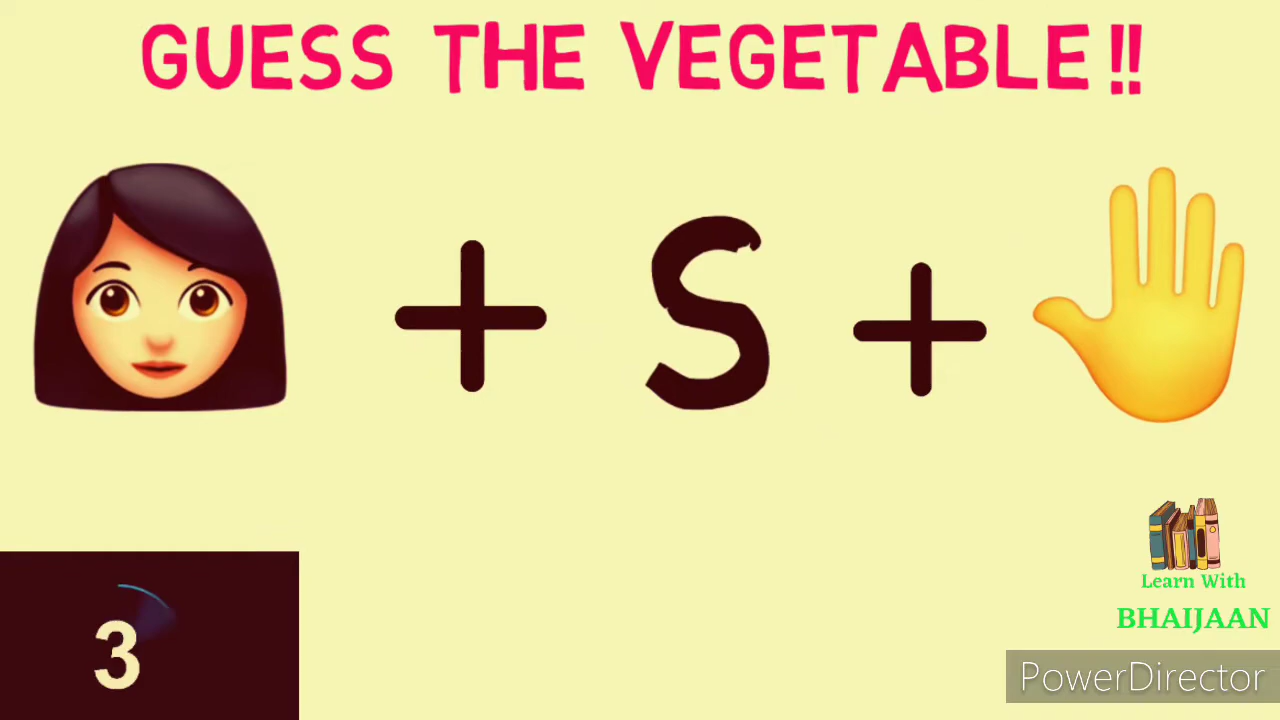 GUESS THE VEGETABLE!!
+ S +
3
Learn With
BHAIJAAN
PowerDirector